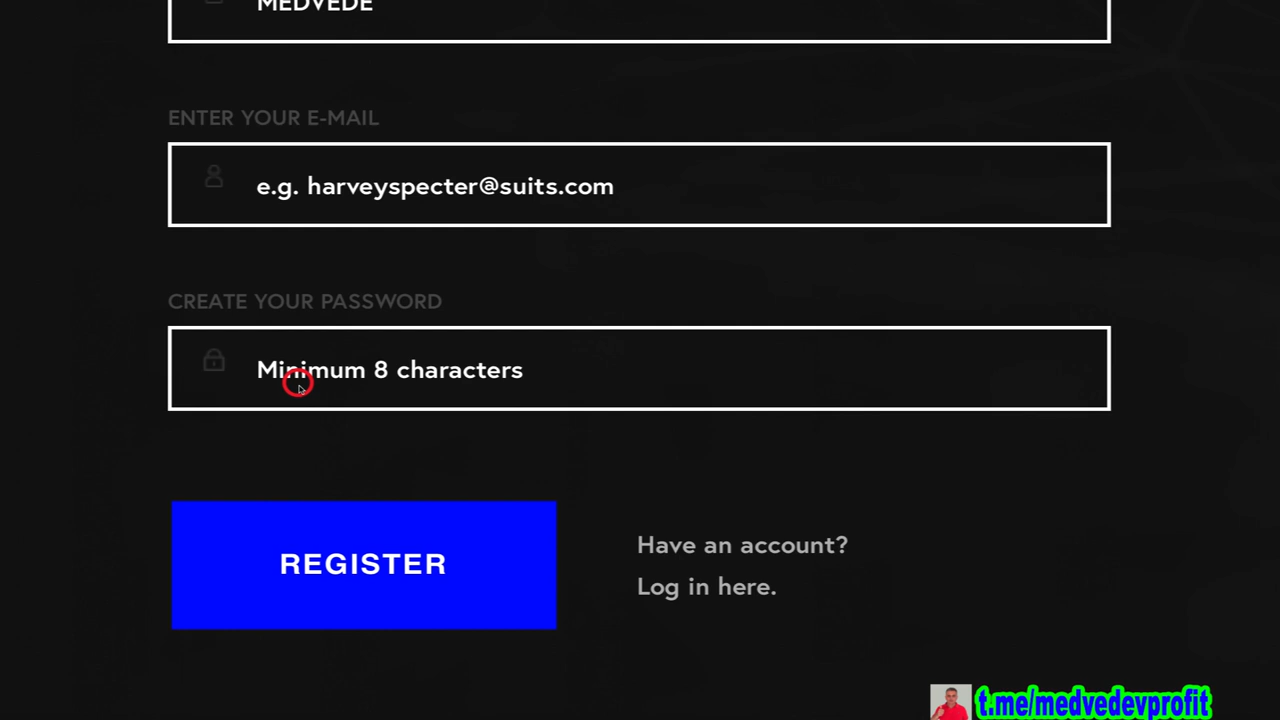 MEDVEDE
ENTER YOUR E-MAIL
e.g. harveyspecter@suits.com
CREATE YOUR PASSWORD
Minimum 8 characters
REGISTER
Have an account?
Log in here.
t.me/medvedevprofit